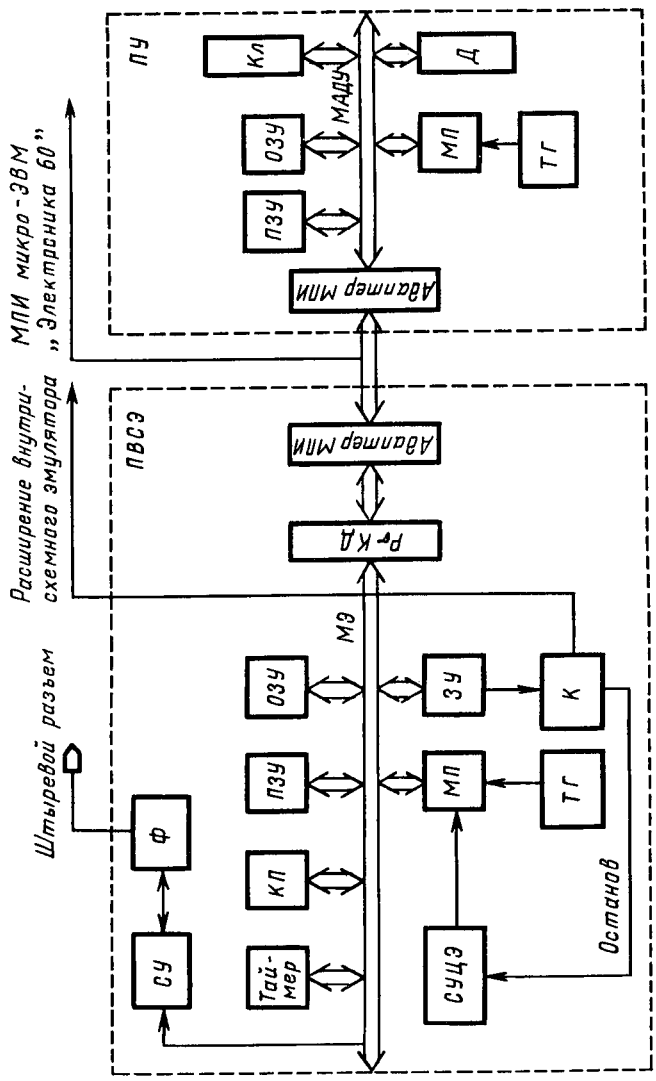 Штыревой разъем
Расширение внутри-
схемного эмулятора
МПИ микро-ЭВМ
„Электроника 60”
ПВСЭ
СУ
Ф
Тай-
мер
КП
ПЗУ
ОЗУ
МЭ
СУЦЭ
МП
ЗУ
ТГ
К
Останов
Рг КД
Адаптер МПИ
ПУ
Адаптер МПИ
ПЗУ
ОЗУ
Кл
МАДУ
МП
Д
ТГ